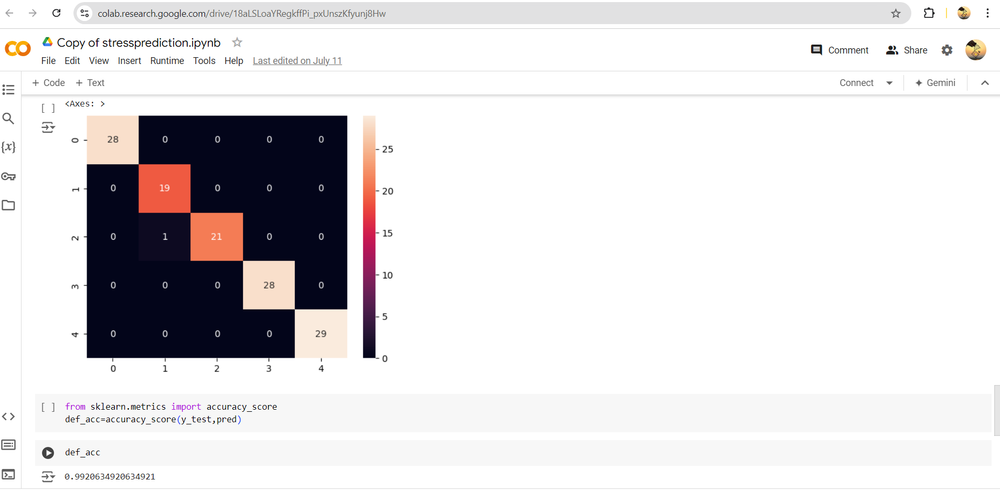 colab.research.google.com/drive/18aLSLoaYRegkffPi_pxUnszKfyunj8Hw
Copy of stressprediction.ipynb
File Edit View Insert Runtime Tools Help Last edited on July 11
Comment Share
+ Code + Text
Connect Gemini
[ ] <Axes: >
0 28 0 0 0 0
1 0 19 0 0 0
2 0 1 21 0 0
3 0 0 0 28 0
4 0 0 0 0 29
0 1 2 3 4
25
20
15
10
5
0
[ ] from sklearn.metrics import accuracy_score
def_acc=accuracy_score(y_test,pred)
def_acc
0.9920634920634921
{x}